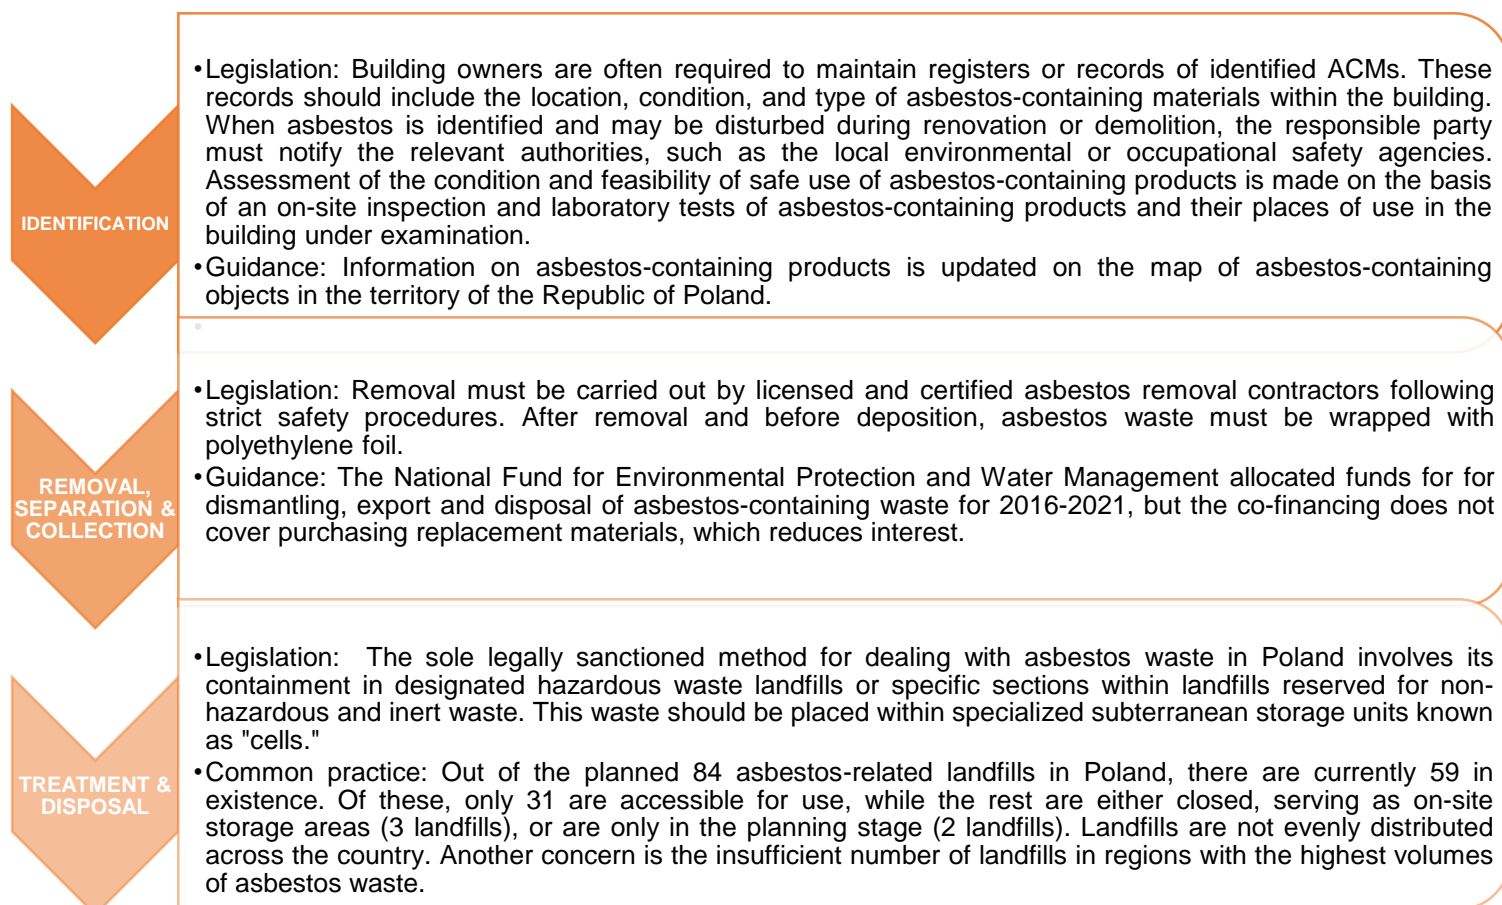 IDENTIFICATION
•Legislation: Building owners are often required to maintain registers or records of identified ACMs. These
records should include the location, condition, and type of asbestos-containing materials within the building.
When asbestos is identified and may be disturbed during renovation or demolition, the responsible party
must notify the relevant authorities, such as the local environmental or occupational safety agencies.
Assessment of the condition and feasibility of safe use of asbestos-containing products is made on the basis
of an on-site inspection and laboratory tests of asbestos-containing products and their places of use in the
building under examination.
•Guidance: Information on asbestos-containing products is updated on the map of asbestos-containing
objects in the territory of the Republic of Poland.
•
REMOVAL,
SEPARATION &
COLLECTION
•Legislation: Removal must be carried out by licensed and certified asbestos removal contractors following
strict safety procedures. After removal and before deposition, asbestos waste must be wrapped with
polyethylene foil.
•Guidance: The National Fund for Environmental Protection and Water Management allocated funds for for
dismantling, export and disposal of asbestos-containing waste for 2016-2021, but the co-financing does not
cover purchasing replacement materials, which reduces interest.
TREATMENT &
DISPOSAL
•Legislation: The sole legally sanctioned method for dealing with asbestos waste in Poland involves its
containment in designated hazardous waste landfills or specific sections within landfills reserved for non-
hazardous and inert waste. This waste should be placed within specialized subterranean storage units known
as "cells."
•Common practice: Out of the planned 84 asbestos-related landfills in Poland, there are currently 59 in
existence. Of these, only 31 are accessible for use, while the rest are either closed, serving as on-site
storage areas (3 landfills), or are only in the planning stage (2 landfills). Landfills are not evenly distributed
across the country. Another concern is the insufficient number of landfills in regions with the highest volumes
of asbestos waste.